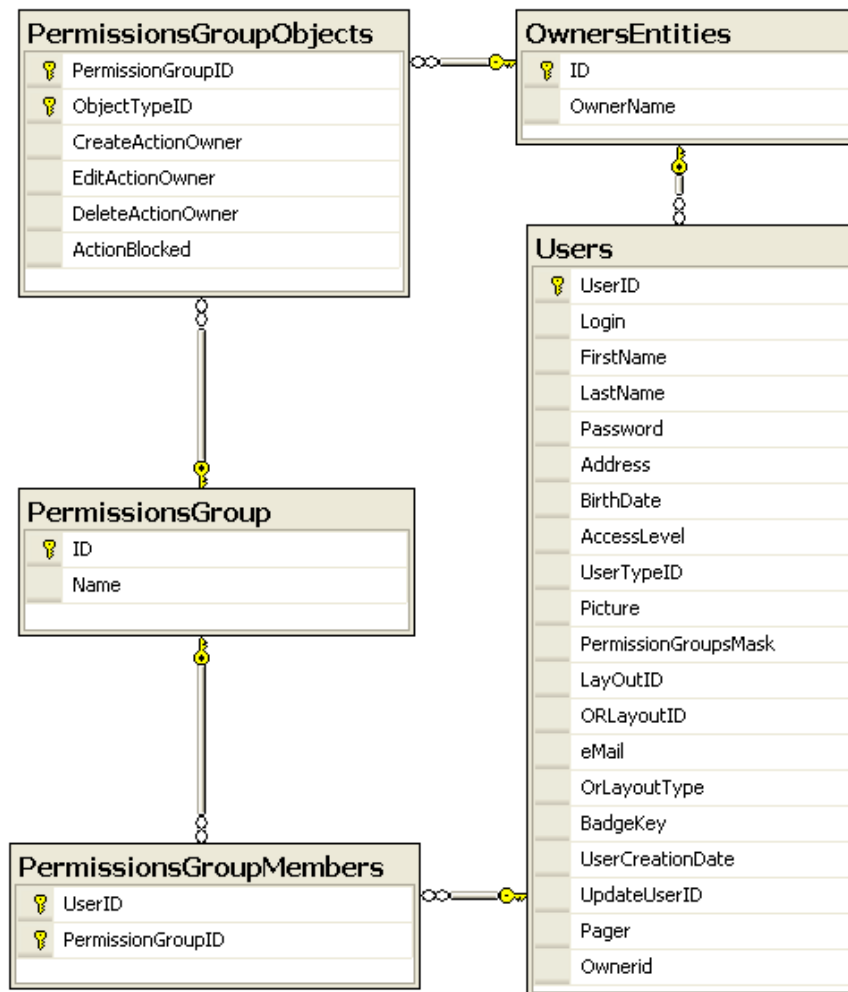 PermissionsGroupObjects
PermissionGroupID
ObjectTypeID
CreateActionOwner
EditActionOwner
DeleteActionOwner
ActionBlocked
OwnersEntities
ID
OwnerName
Users
UserID
Login
FirstName
LastName
Password
Address
BirthDate
AccessLevel
UserTypeID
Picture
PermissionGroupsMask
LayOutID
ORLayoutID
eMail
OrLayoutType
BadgeKey
UserCreationDate
UpdateUserID
Pager
Ownerid
PermissionsGroup
ID
Name
PermissionsGroupMembers
UserID
PermissionGroupID